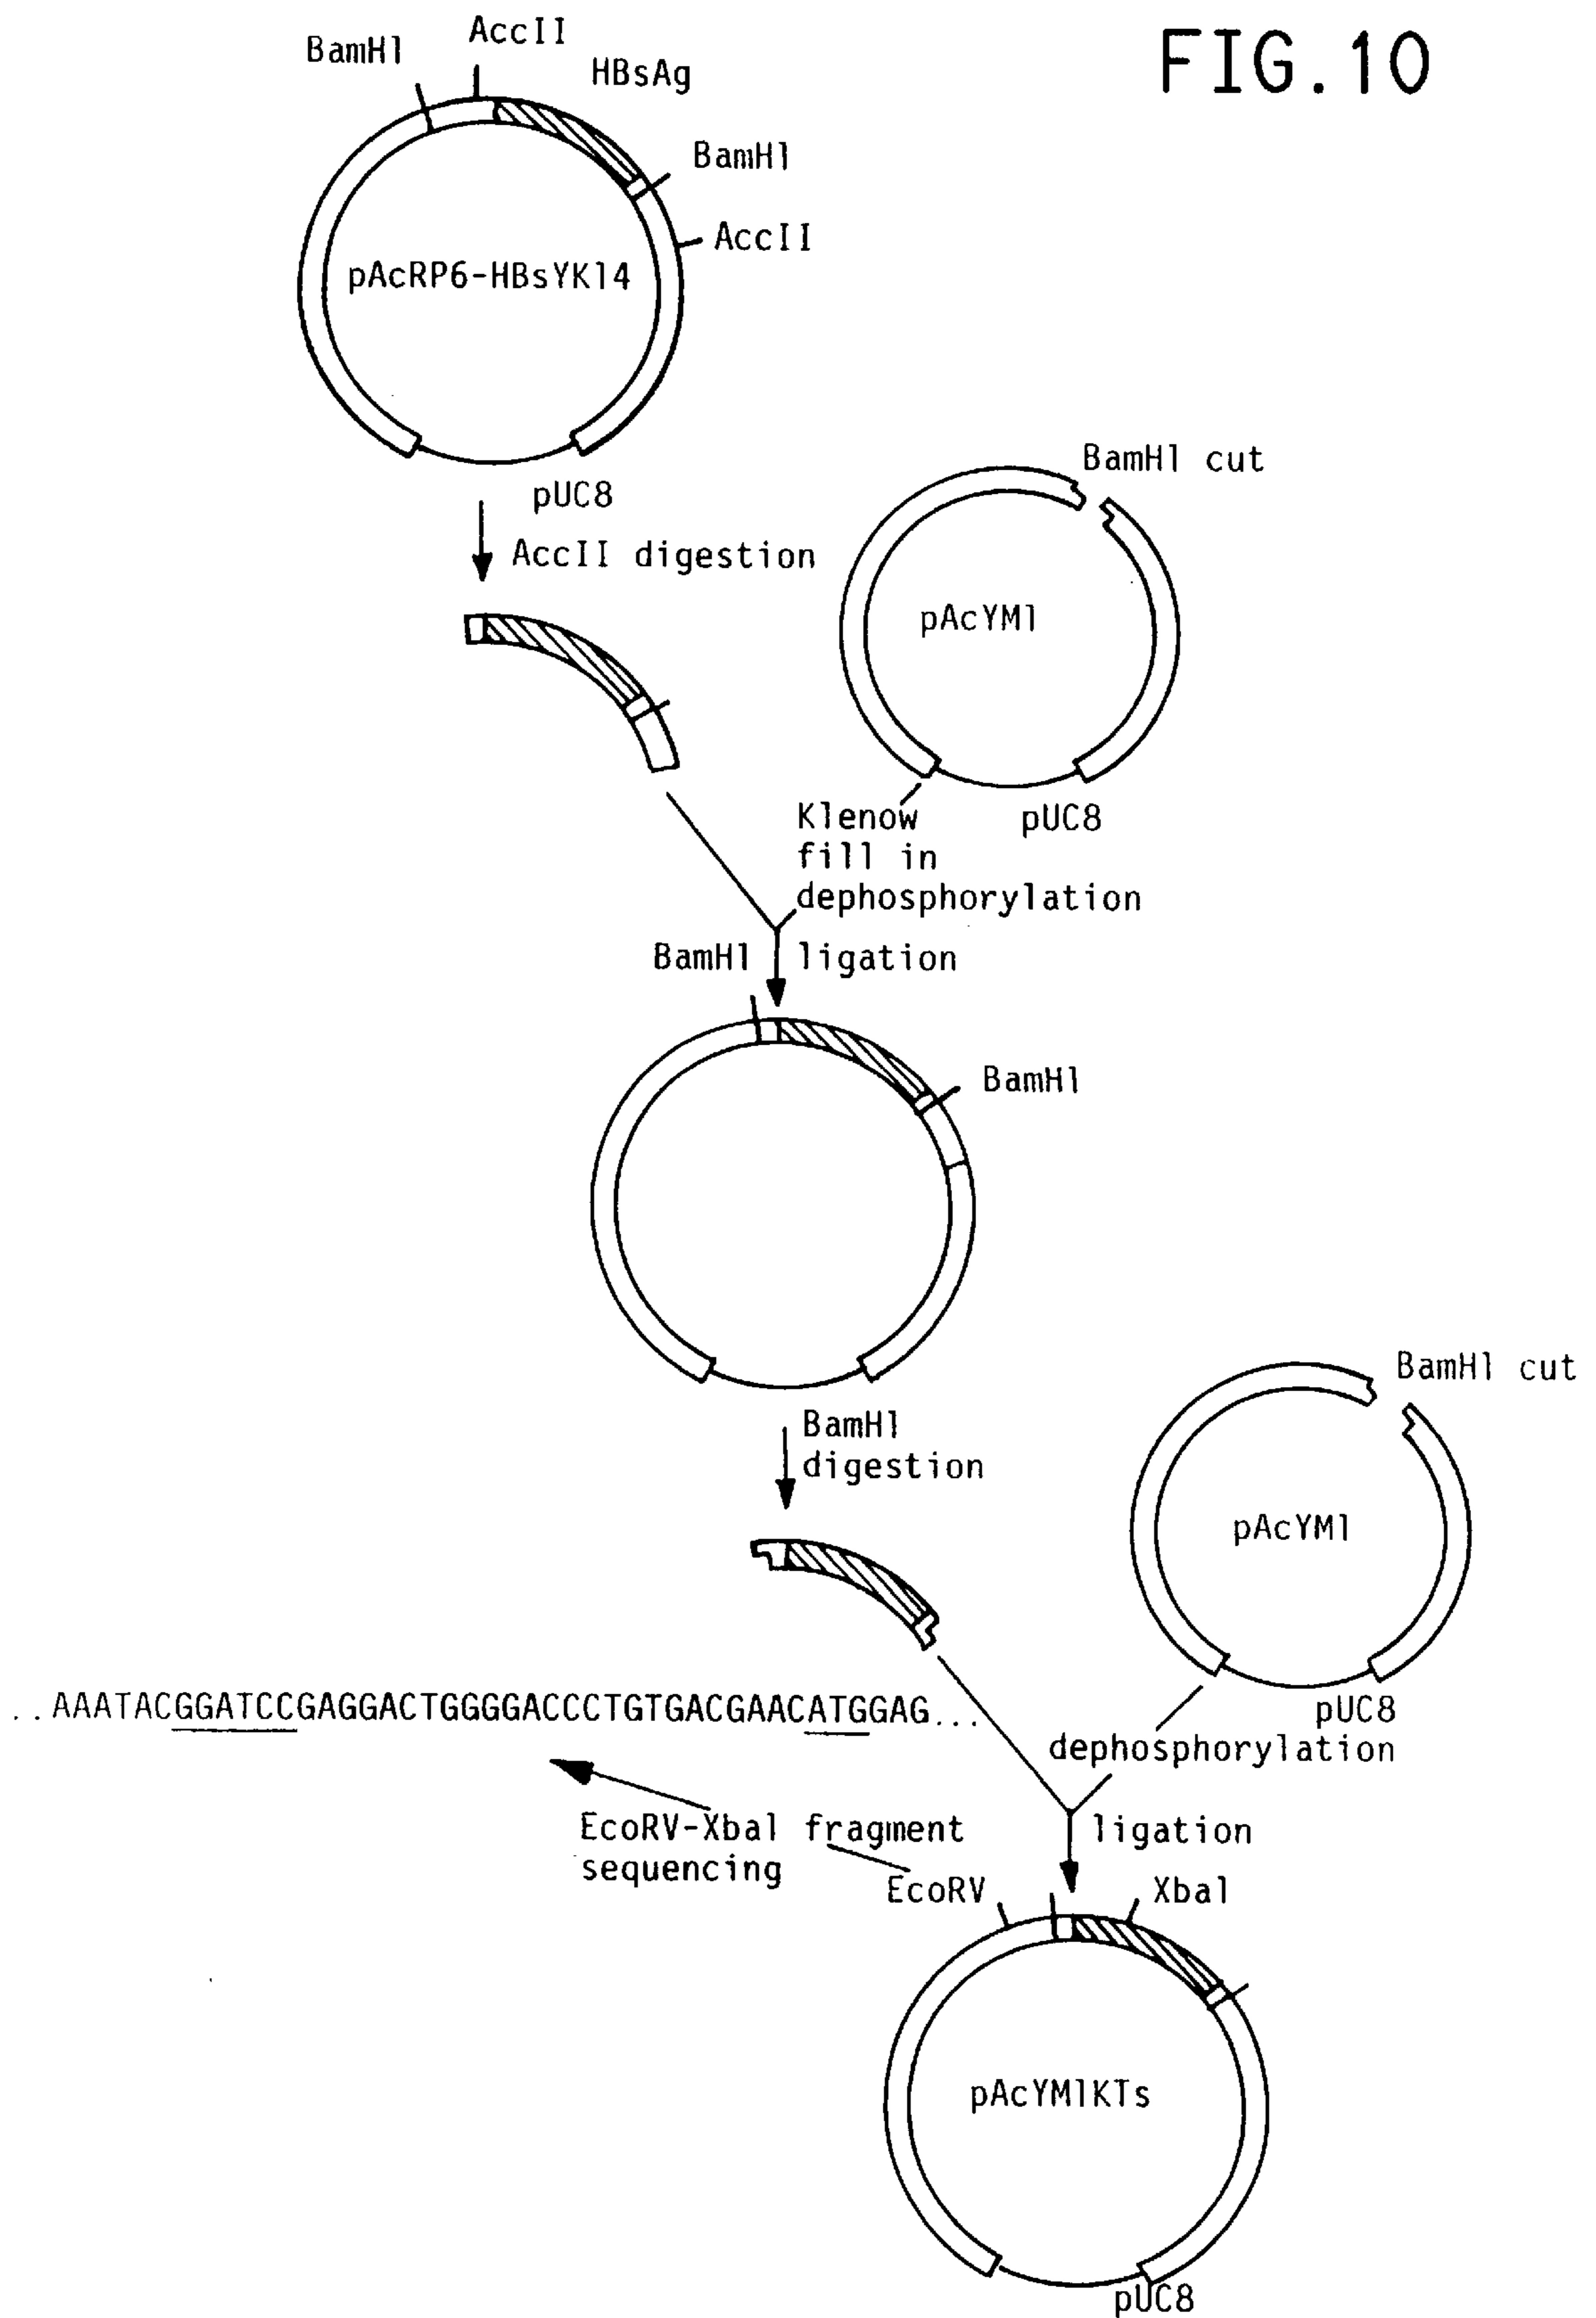 FIG.10
BamH1
AccII
HBsAg
BamH1
AccII
pAcRP6-HBsYK14
pUC8
AccII digestion
BamH1 cut
pAcYM1
Klenow
fill in
dephosphorylation
pUC8
BamH1
ligation
BamH1
BamH1
digestion
BamH1 cut
pAcYM1
pUC8
..AAATACGGATCCGAGGACTGGGGACCCTGTGACGAACATGGAG...
dephosphorylation
EcoRV-Xbal fragment
sequencing
ligation
EcoRV
Xbal
pAcYM1KTs
pUC8